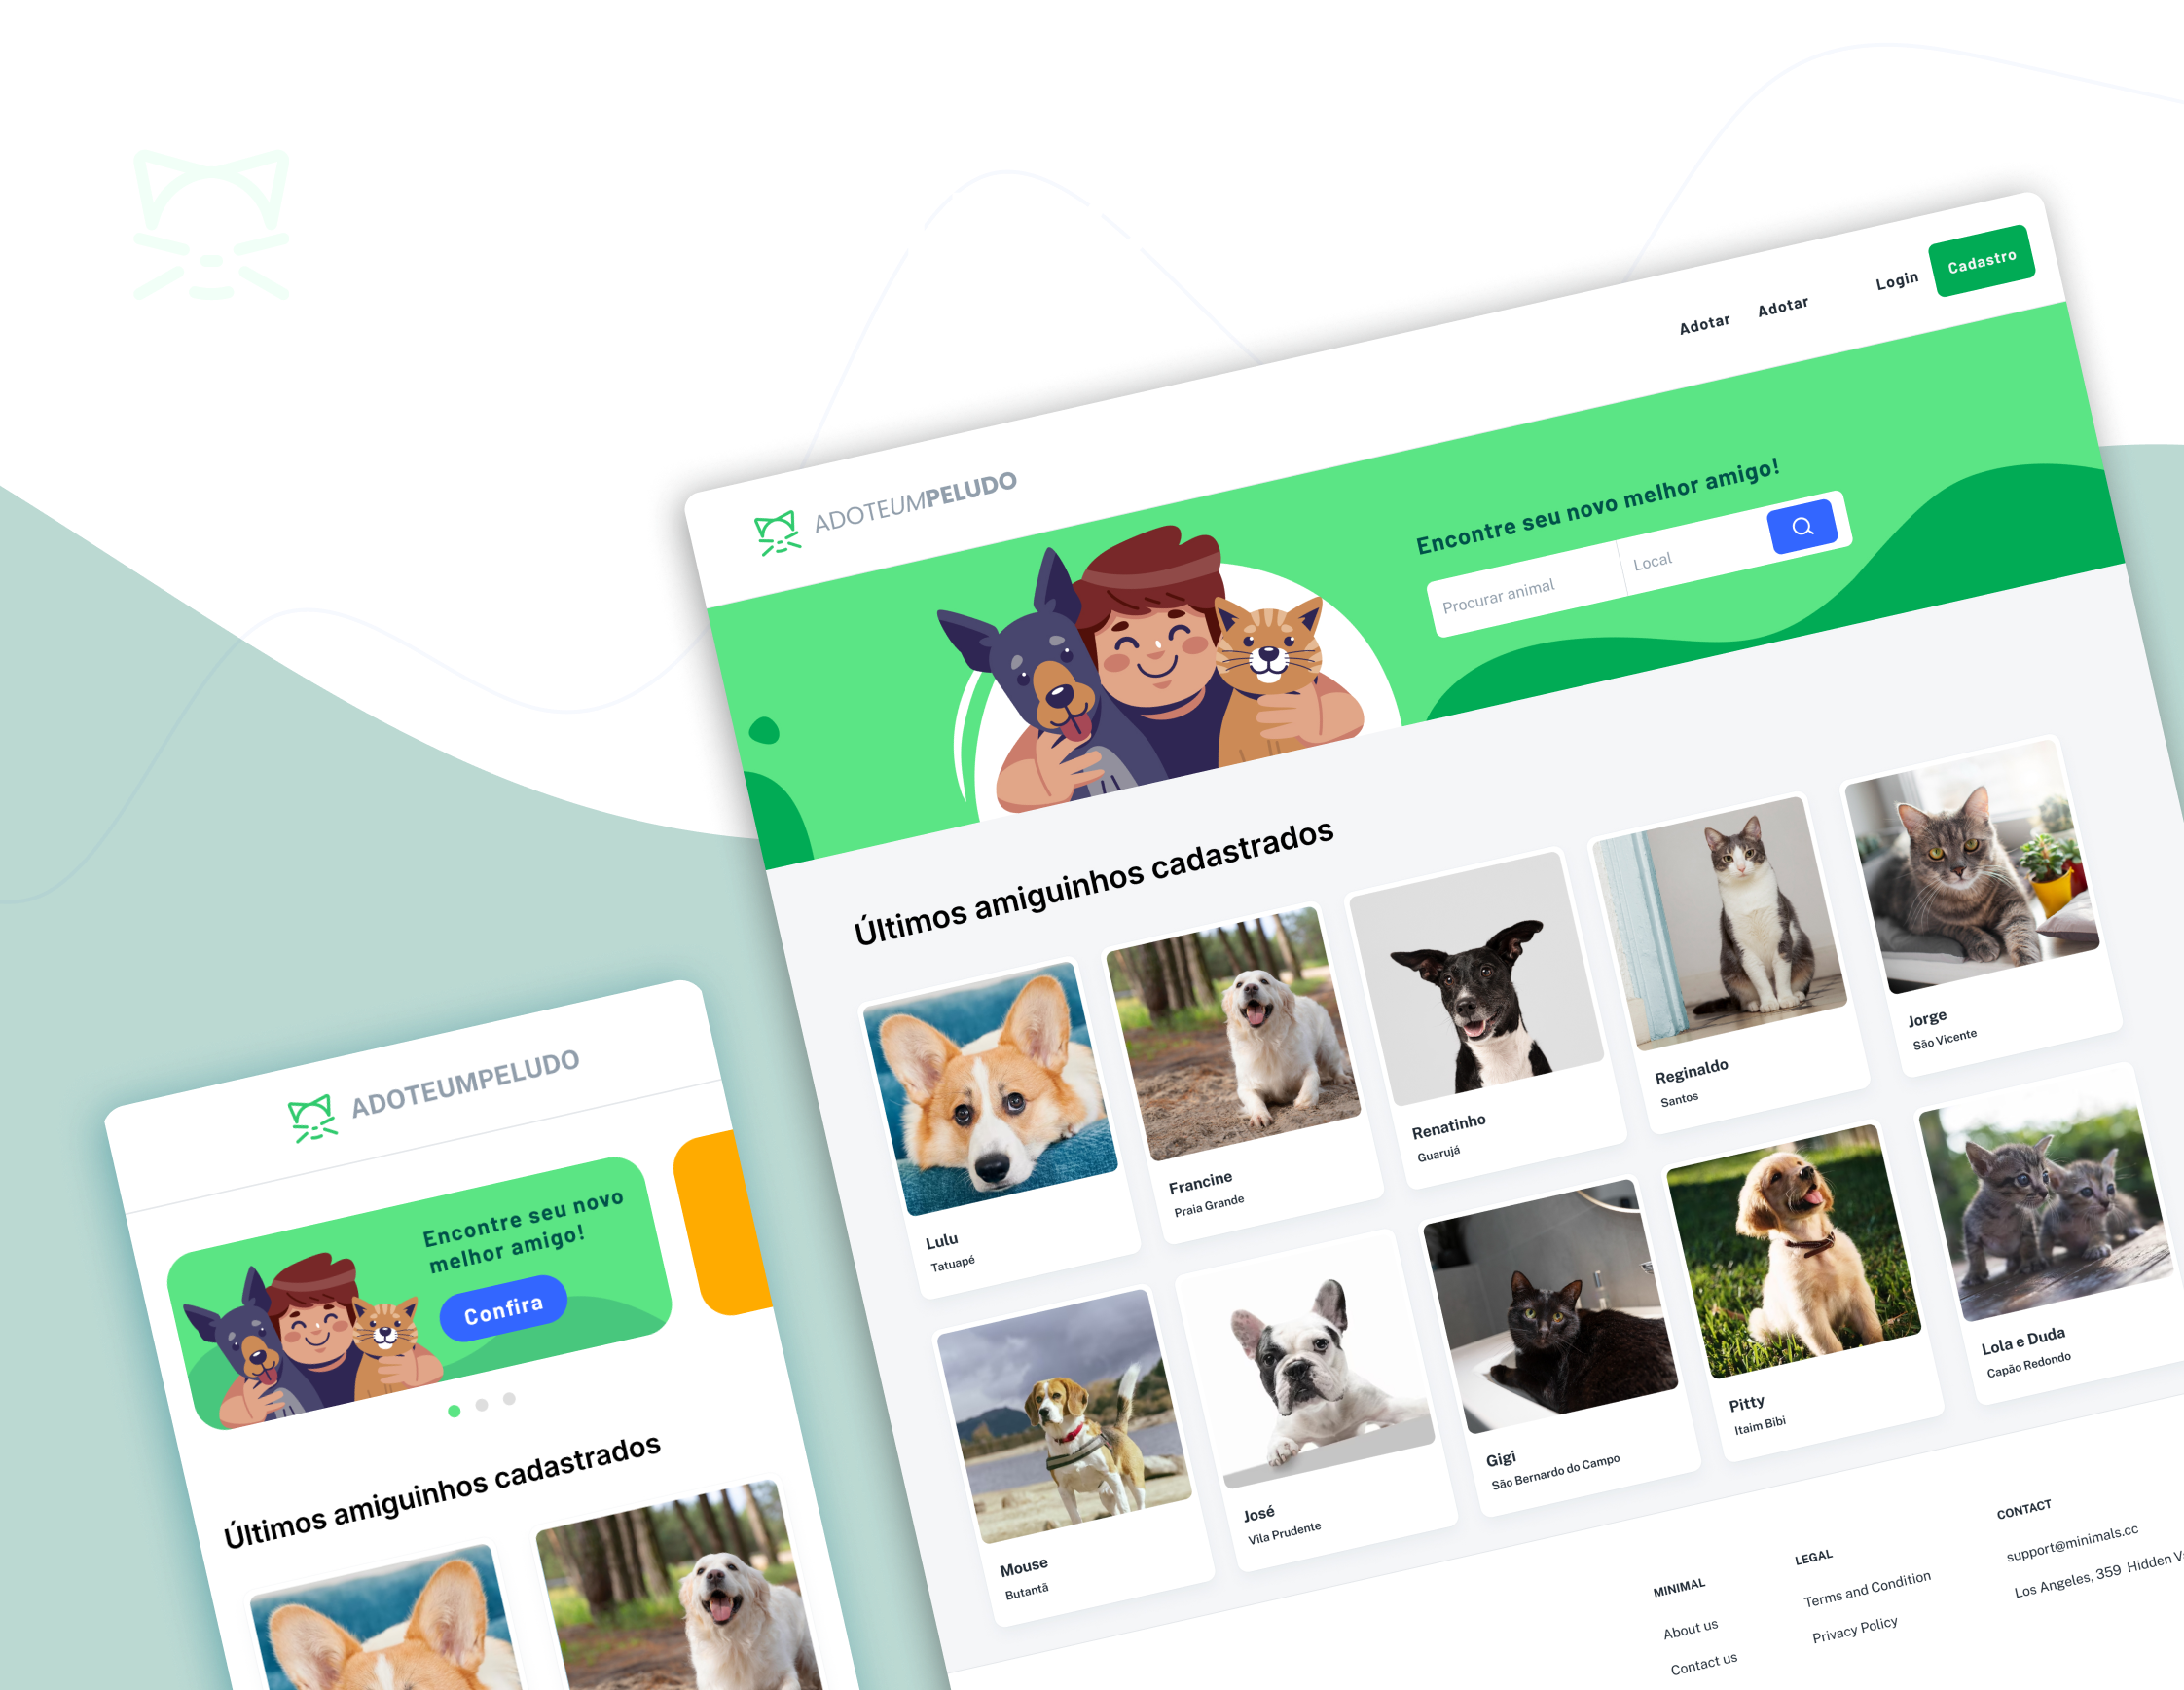 ADOTEUMPELUDO
Adotar
Adotar
Login
Cadastro
Encontre seu novo melhor amigo!
Procurar animal
Local
Últimos amiguinhos cadastrados
Lulu
Tatuapé
Francine
Praia Grande
Renatinho
Guarujá
Reginaldo
Santos
Jorge
São Vicente
Mouse
Butantã
José
Vila Prudente
Gigi
São Bernardo do Campo
Pitty
Itaim Bibi
Lola e Duda
Capão Redondo
MINIMAL
About us
Contact us
LEGAL
Terms and Condition
Privacy Policy
CONTACT
support@minimals.cc
Los Angeles, 359 Hidden
ADOTEUMPELUDO
Encontre seu novo
melhor amigo!
Confira
Últimos amiguinhos cadastrados